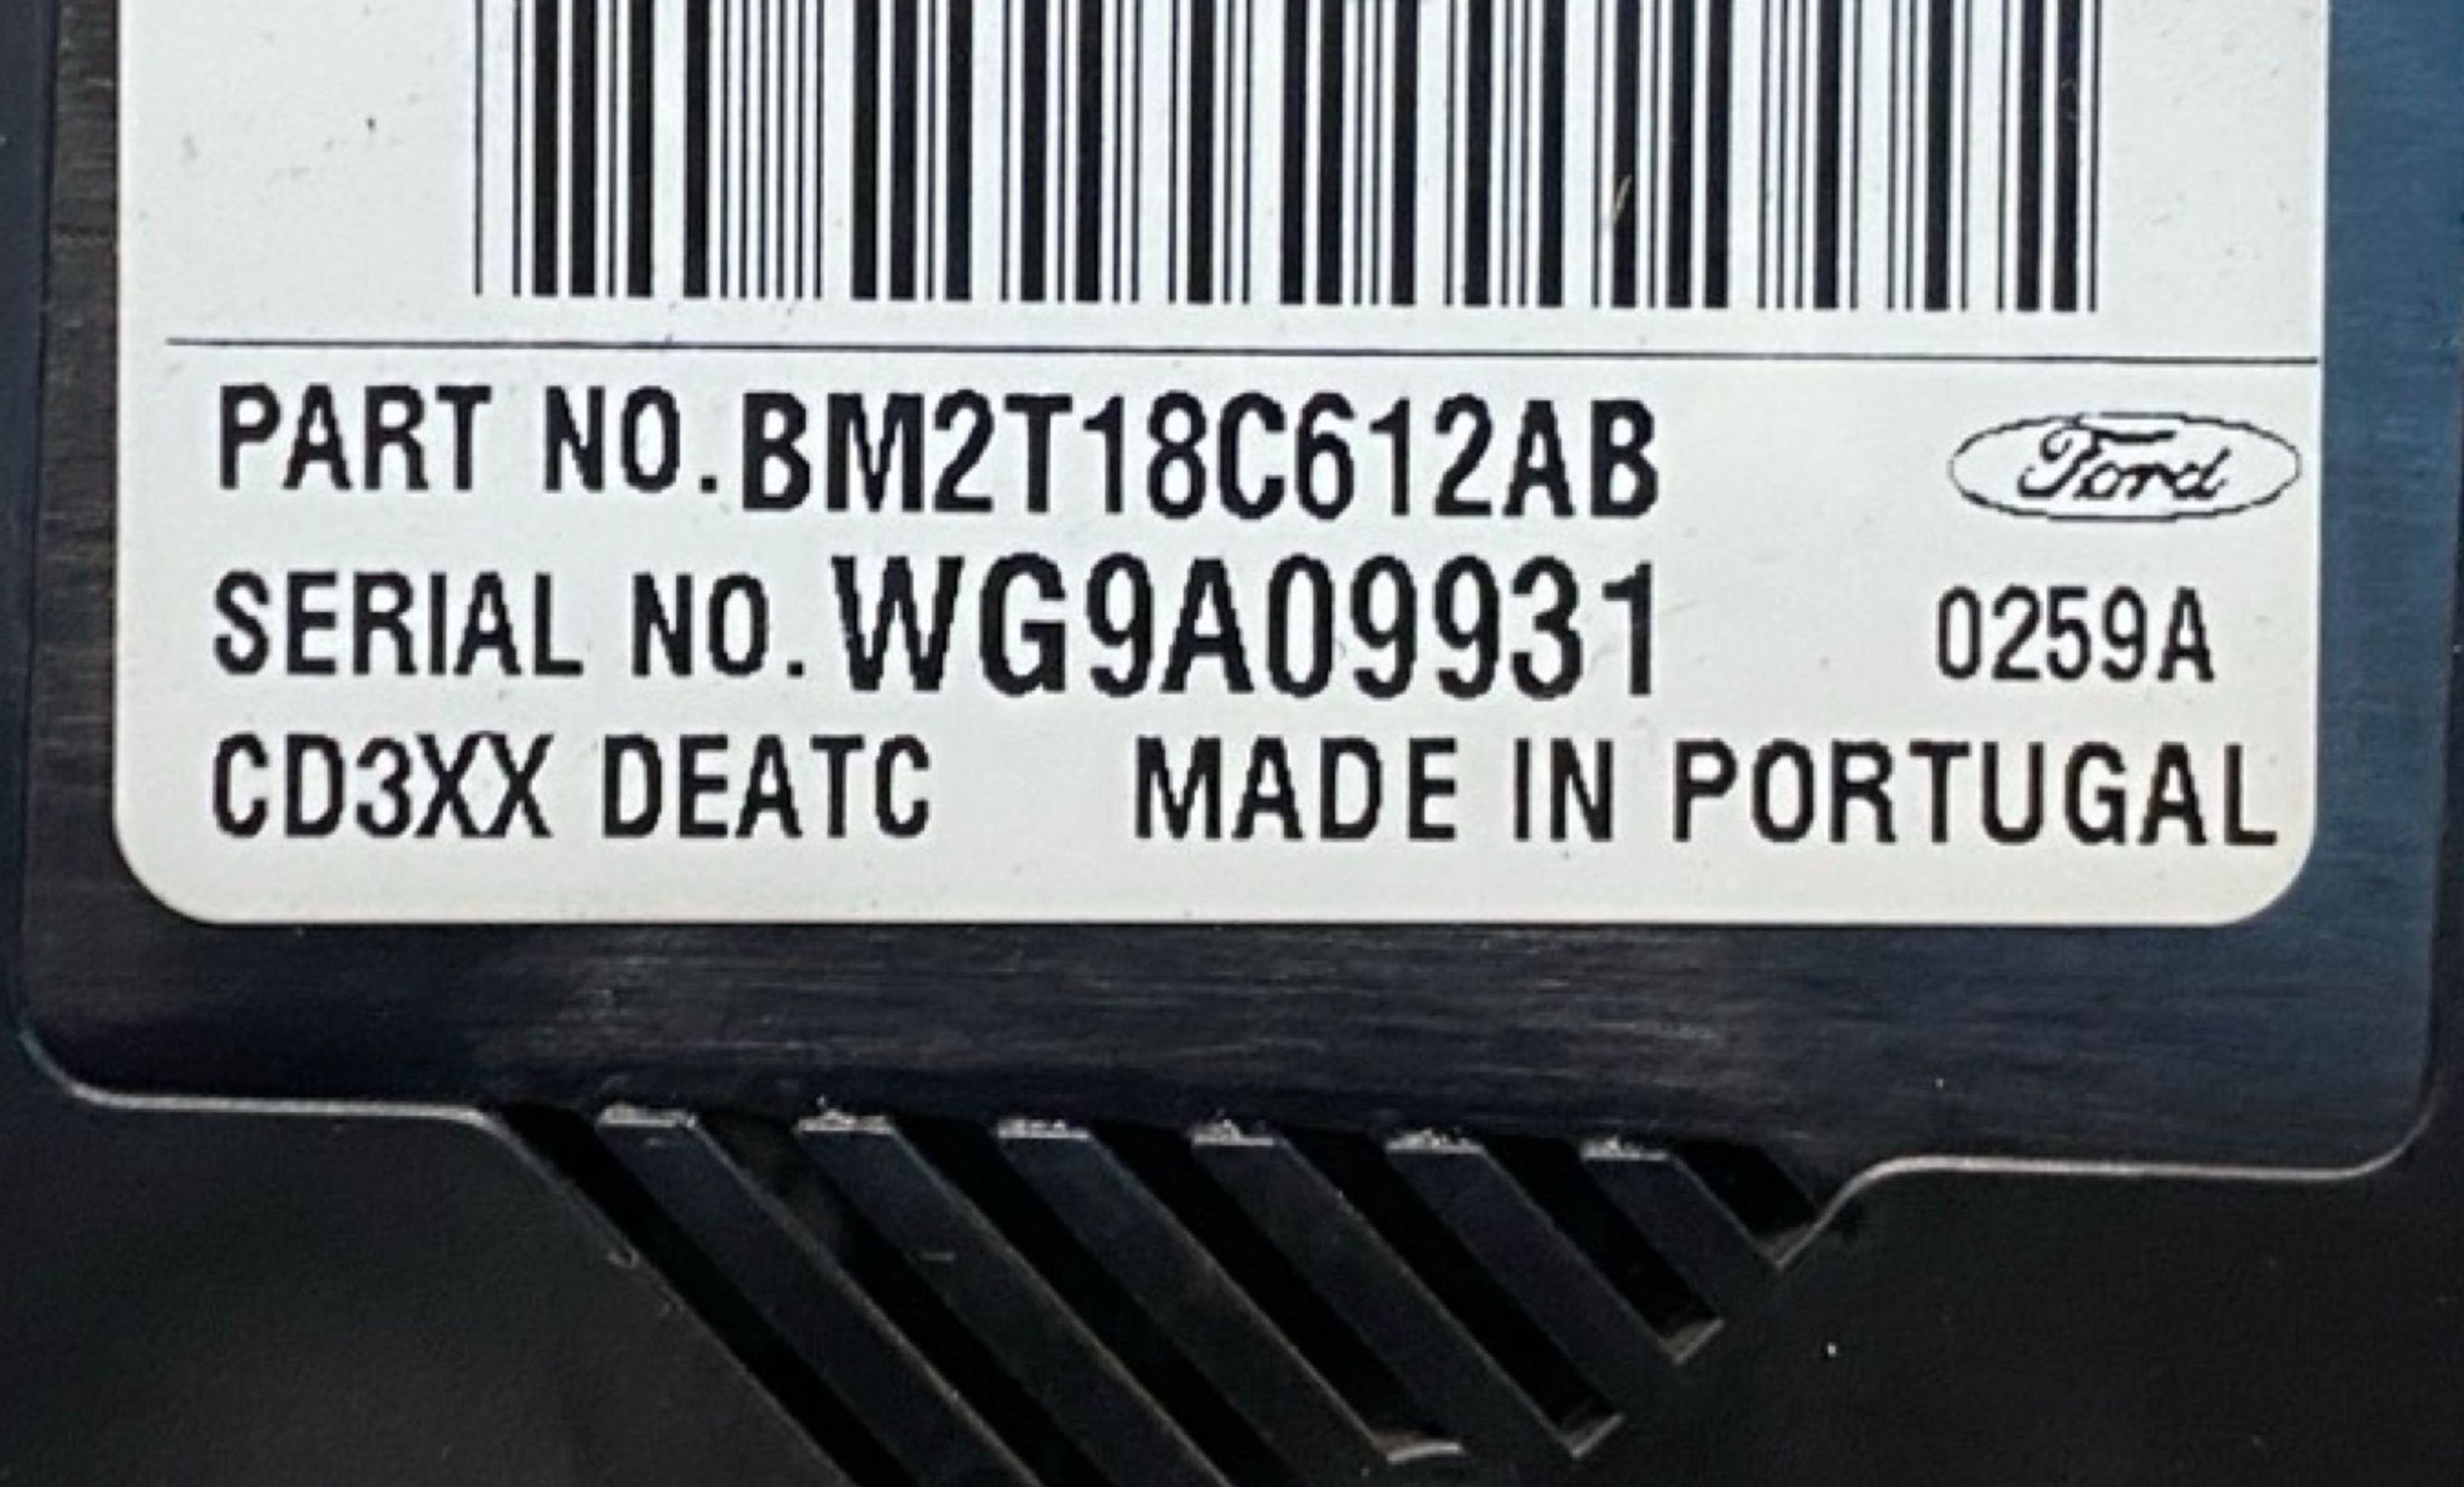 PART NO.BM2T18C612AB Ford
SERIAL NO.WG9A09931 0259A
CD3XX DEATC MADE IN PORTUGAL